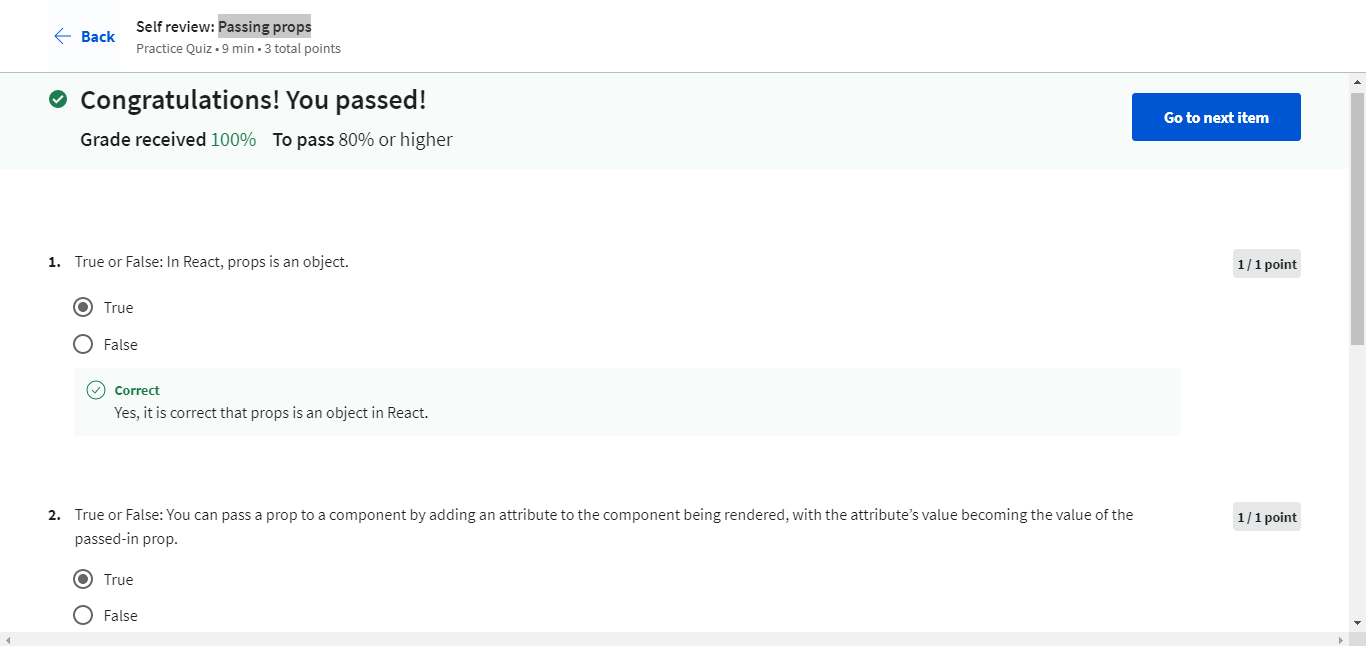 Back
Self review: Passing props
Practice Quiz • 9 min • 3 total points
Congratulations! You passed!
Grade received 100% To pass 80% or higher
Go to next item
1. True or False: In React, props is an object.
1 / 1 point
True
False
Correct
Yes, it is correct that props is an object in React.
2. True or False: You can pass a prop to a component by adding an attribute to the component being rendered, with the attribute’s value becoming the value of the
passed-in prop.
1 / 1 point
True
False